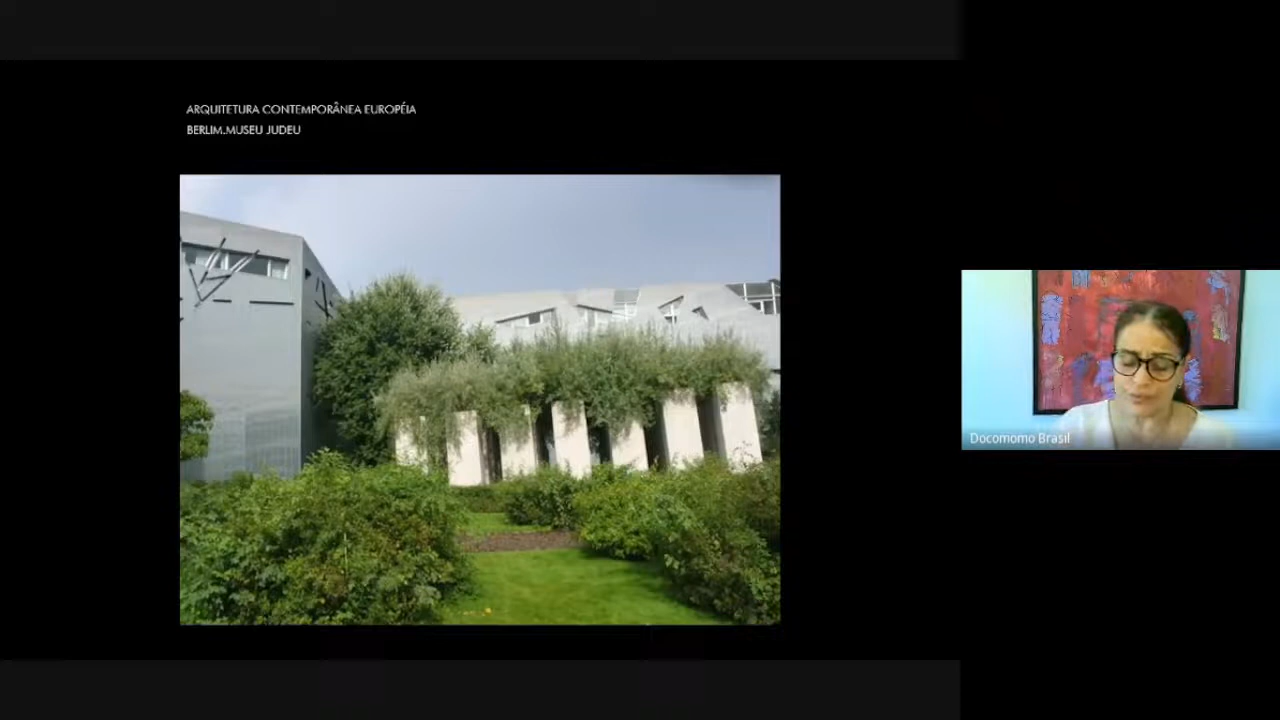 ARQUITETURA CONTEMPORÂNEA EUROPÉIA
BERLIM.MUSEU JUDEU
Docomomo Brasil